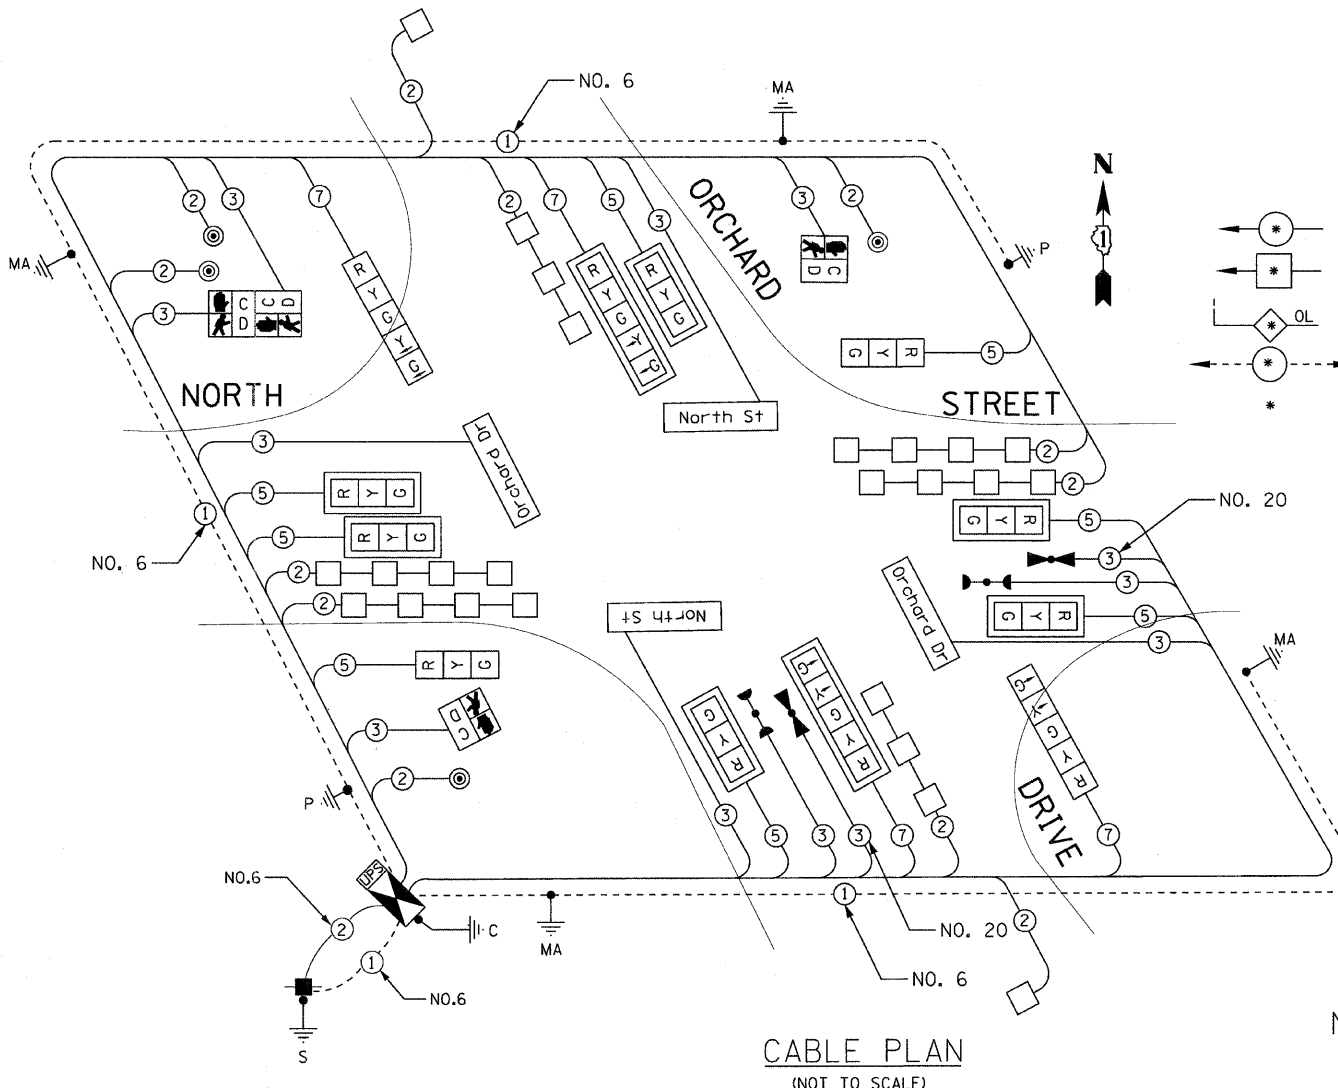 NO. 6
2
1
MA
N
1
ORCHARD
2
3
7
2
7
5
3
3
2
MA
2
3
P
*
*
*
OL
*
*
C C
D D
R Y G Y G
R Y G Y G
R Y G
C D
R Y G
5
NORTH
North St
STREET
3
Orchard Dr
2
2
5
R Y G
NO. 20
5
R Y G
R Y G
5
1
NO. 6
3
3
2
2
Orchard Dr
R Y G
5
3
North St
MA
5
R Y G
C D
3
2
P
G Y R
G Y G Y R
G Y G Y R
DRIVE
3
5
3
3
7
2
7
UPS
NO.6
2
C
MA
1
NO. 20
2
1
NO. 6
NO.6
S
CABLE PLAN
(NOT TO SCALE)